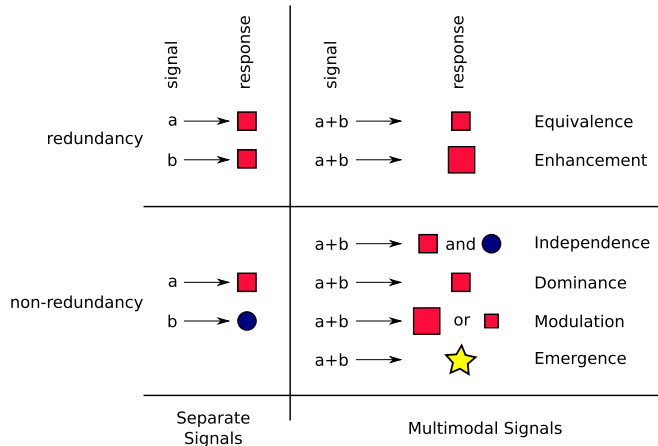 signal response signal response
redundancy
a
b
a+b Equivalence
a+b Enhancement
non-redundancy
a
b
a+b and Independence
a+b Dominance
a+b or Modulation
a+b Emergence
Separate
Signals
Multimodal Signals